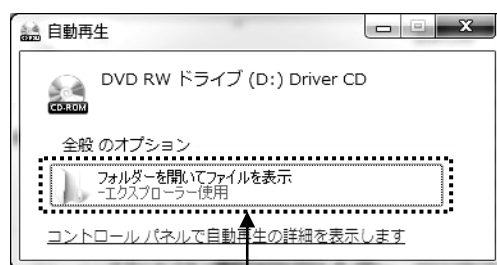 自動再生
DVD RW ドライブ (D:) Driver CD
CD-ROM
全般 のオプション
フォルダーを開いてファイルを表示
-エクスプローラー使用
コントロール パネルで自動再生の詳細を表示します